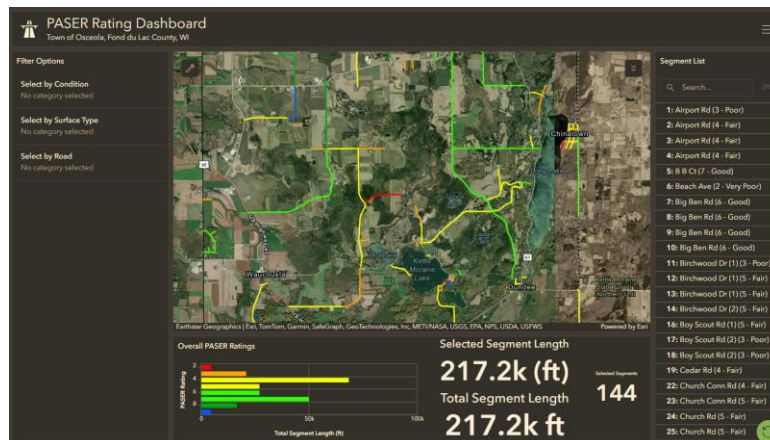 PASER Rating Dashboard
Town of Osceola, Fond du Lac County, WI
Filter Options
Select by Condition
No category selected
Select by Surface Type
No category selected
Select by Road
No category selected
Chinatown
Waucousta
Kettle
Moraine
Lake
Dundee
Earthstar Geographics | Esri, TomTom, Garmin, SafeGraph, GeoTechnologies, Inc, METI/NASA, USGS, EPA, NPS, USDA, USFWS
Powered by Esri
Overall PASER Ratings
PASER Rating
2
4
6
8
0
50k
100k
Total Segment Length (ft)
Selected Segment Length
217.2k (ft)
Total Segment Length
217.2k ft
Selected Segments
144
Segment List
Search...
1: Airport Rd (3 - Poor)
2: Airport Rd (4 - Fair)
3: Airport Rd (4 - Fair)
4: Airport Rd (4 - Fair)
5: B B Ct (7 - Good)
6: Beach Ave (2 - Very Poor)
7: Big Ben Rd (6 - Good)
8: Big Ben Rd (6 - Good)
9: Big Ben Rd (6 - Good)
10: Big Ben Rd (6 - Good)
11: Birchwood Dr (1) (3 - Poor)
12: Birchwood Dr (1) (5 - Fair)
13: Birchwood Dr (1) (5 - Fair)
14: Birchwood Dr (2) (5 - Fair)
16: Boy Scout Rd (1) (5 - Fair)
17: Boy Scout Rd (2) (3 - Poor)
18: Boy Scout Rd (2) (3 - Poor)
19: Cedar Rd (4 - Fair)
22: Church Conn Rd (4 - Fair)
23: Church Conn Rd (5 - Fair)
24: Church Rd (5 - Fair)
25: Church Rd (5 - Fair)